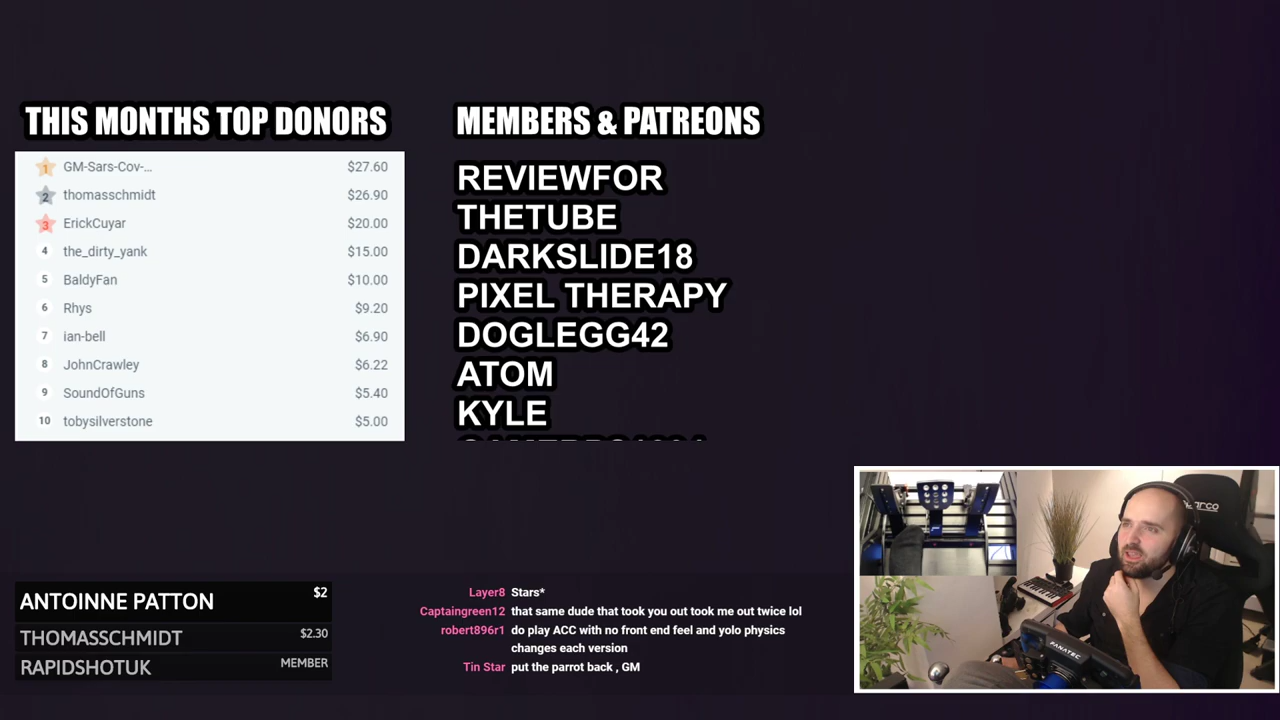 THIS MONTHS TOP DONORS
1 GM-Sars-Cov-... $27.60
2 thomasschmidt $26.90
3 ErickCuyar $20.00
4 the_dirty_yank $15.00
5 BaldyFan $10.00
6 Rhys $9.20
7 ian-bell $6.90
8 JohnCrawley $6.22
9 SoundOfGuns $5.40
10 tobysilverstone $5.00
MEMBERS & PATREONS
REVIEWFOR
THETUBE
DARKSLIDE18
PIXEL THERAPY
DOGLEGG42
ATOM
KYLE
ANTOINNE PATTON $2
THOMASSCHMIDT $2.30
RAPIDSHOTUK MEMBER
Layer8 Stars*
Captaingreen12 that same dude that took you out took me out twice lol
robert896r1 do play ACC with no front end feel and yolo physics
changes each version
Tin Star put the parrot back , GM
FANATEC